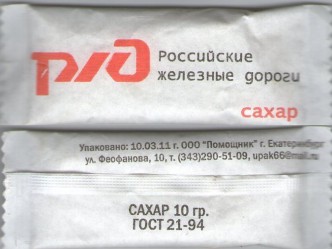 РЖД
Российские
железные дороги
сахар
Упаковано: 10.03.11 г. ООО "Помощник" г. Екатеринбург
ул. Феофанова, 10, т. (343)290-51-09, upak66@mail.ru
САХАР 10 гр.
ГОСТ 21-94